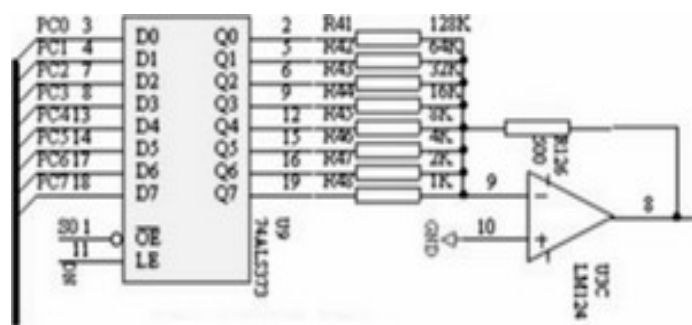 PC0 3 D0 Q0 2 R41 128K
PC1 4 D1 Q1 5 R42 64K
PC2 7 D2 Q2 6 R43 32K
PC3 8 D3 Q3 9 R44 16K
PC4 13 D4 Q4 12 R45 8K
PC5 14 D5 Q5 15 R46 4K
PC6 17 D6 Q6 16 R47 2K
PC7 18 D7 Q7 19 R48 1K
R126
500
9
8
10
GND
S0 1 OE
11 LE
U9
74ALS373
U3C
LM124